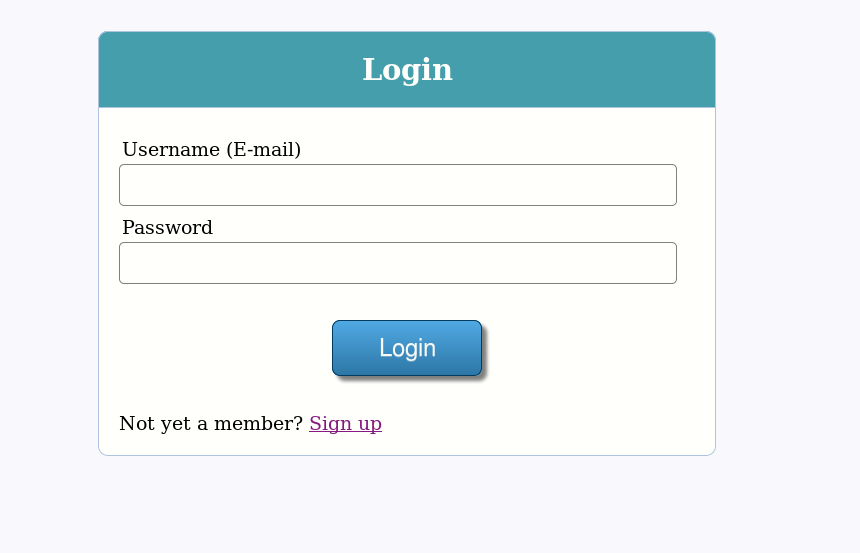 Login
Username (E-mail)
Password
Login
Not yet a member? Sign up